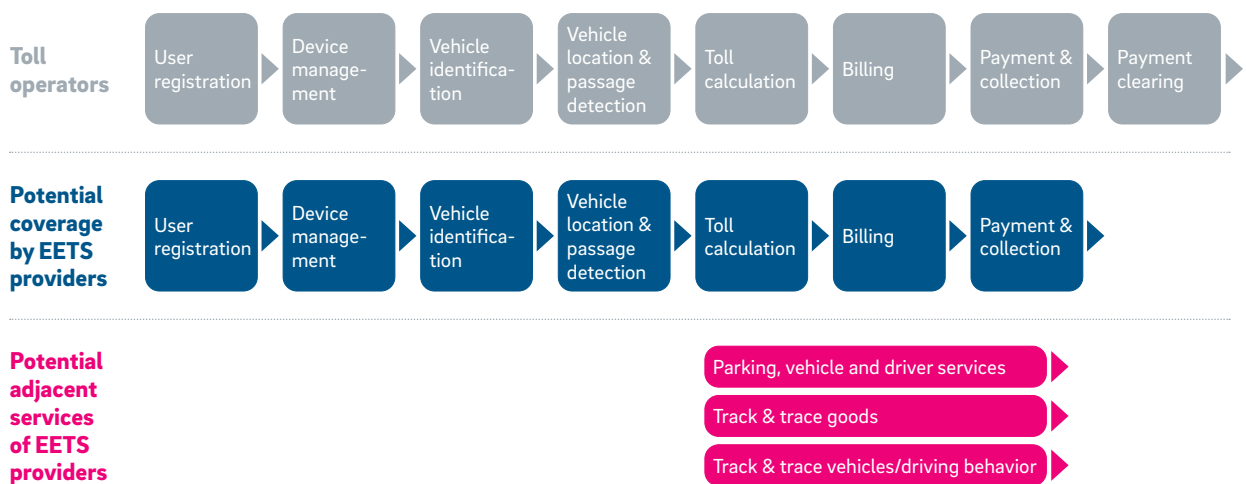 Toll
operators
User
registration
Device
manage-
ment
Vehicle
identifica-
tion
Vehicle
location &
passage
detection
Toll
calculation
Billing
Payment &
collection
Payment
clearing
Potential
coverage
by EETS
providers
User
registration
Device
manage-
ment
Vehicle
identifica-
tion
Vehicle
location &
passage
detection
Toll
calculation
Billing
Payment &
collection
Potential
adjacent
services
of EETS
providers
Parking, vehicle and driver services
Track & trace goods
Track & trace vehicles/driving behavior